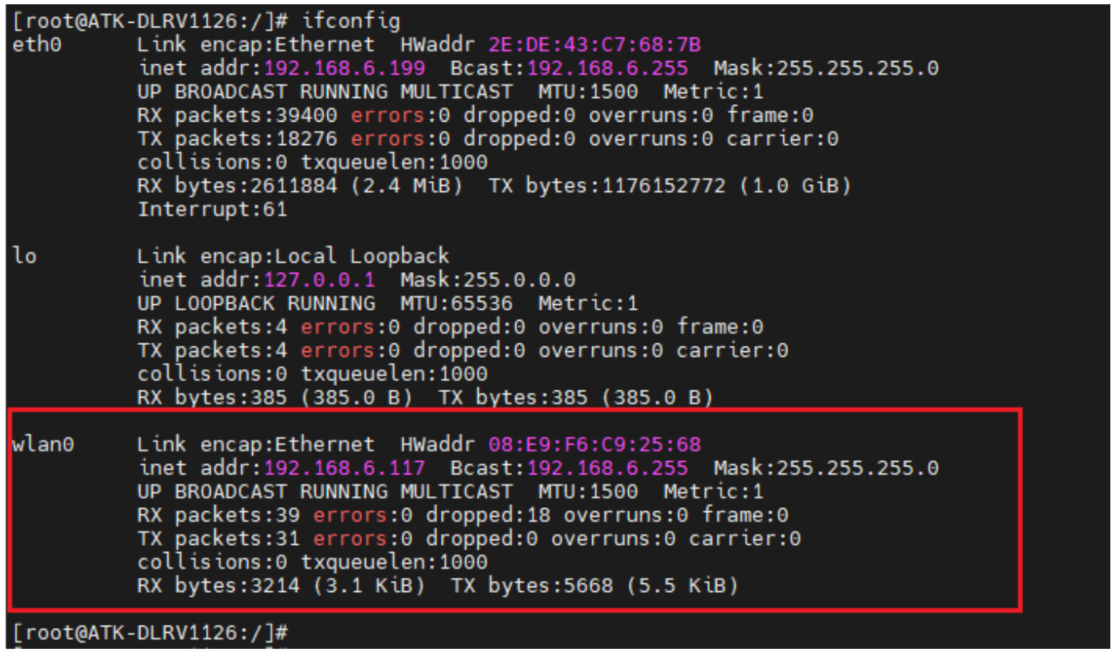 [root@ATK-DLRV1126:/]# ifconfig
eth0      Link encap:Ethernet  HWaddr 2E:DE:43:C7:68:7B
          inet addr:192.168.6.199  Bcast:192.168.6.255  Mask:255.255.255.0
          UP BROADCAST RUNNING MULTICAST  MTU:1500  Metric:1
          RX packets:39400 errors:0 dropped:0 overruns:0 frame:0
          TX packets:18276 errors:0 dropped:0 overruns:0 carrier:0
          collisions:0 txqueuelen:1000
          RX bytes:2611884 (2.4 MiB)  TX bytes:1176152772 (1.0 GiB)
          Interrupt:61
lo        Link encap:Local Loopback
          inet addr:127.0.0.1  Mask:255.0.0.0
          UP LOOPBACK RUNNING  MTU:65536  Metric:1
          RX packets:4 errors:0 dropped:0 overruns:0 frame:0
          TX packets:4 errors:0 dropped:0 overruns:0 carrier:0
          collisions:0 txqueuelen:1000
          RX bytes:385 (385.0 B)  TX bytes:385 (385.0 B)
wlan0     Link encap:Ethernet  HWaddr 08:E9:F6:C9:25:68
          inet addr:192.168.6.117  Bcast:192.168.6.255  Mask:255.255.255.0
          UP BROADCAST RUNNING MULTICAST  MTU:1500  Metric:1
          RX packets:39 errors:0 dropped:18 overruns:0 frame:0
          TX packets:31 errors:0 dropped:0 overruns:0 carrier:0
          collisions:0 txqueuelen:1000
          RX bytes:3214 (3.1 KiB)  TX bytes:5668 (5.5 KiB)
[root@ATK-DLRV1126:/]#